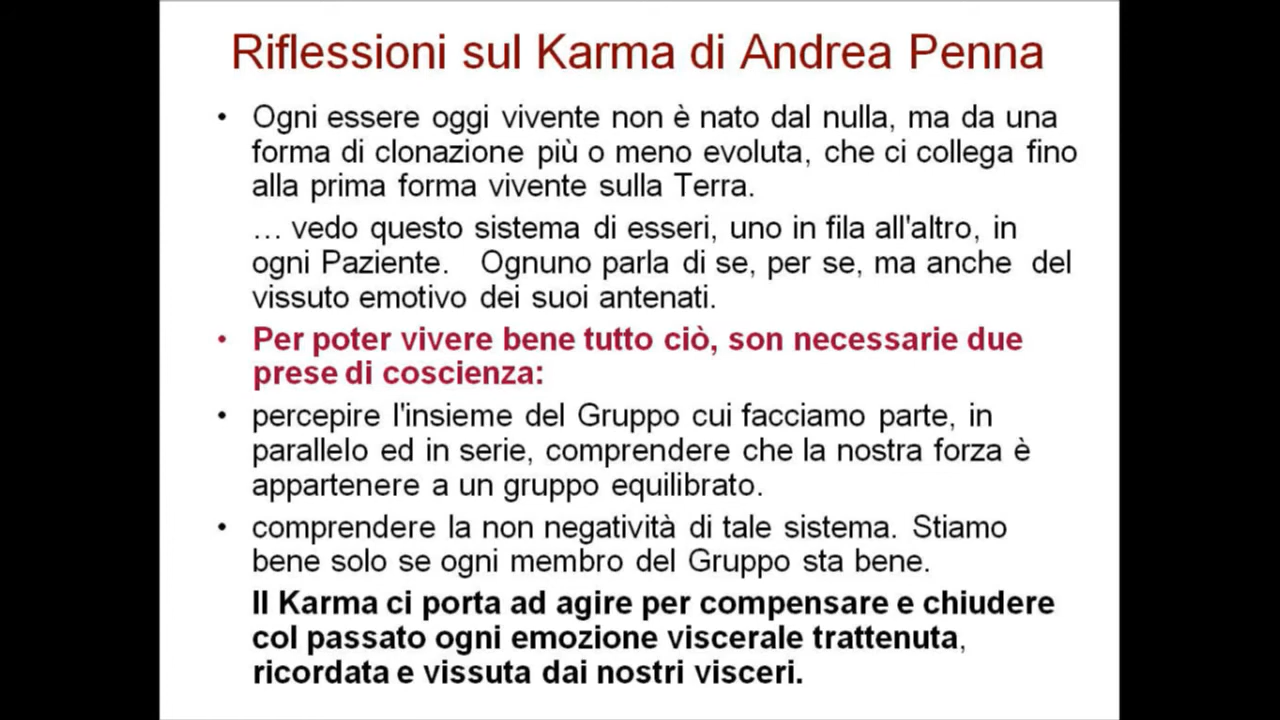 Riflessioni sul Karma di Andrea Penna
• Ogni essere oggi vivente non è nato dal nulla, ma da una
forma di clonazione più o meno evoluta, che ci collega fino
alla prima forma vivente sulla Terra.
… vedo questo sistema di esseri, uno in fila all'altro, in
ogni Paziente. Ognuno parla di se, per se, ma anche del
vissuto emotivo dei suoi antenati.
• Per poter vivere bene tutto ciò, son necessarie due
prese di coscienza:
• percepire l'insieme del Gruppo cui facciamo parte, in
parallelo ed in serie, comprendere che la nostra forza è
appartenere a un gruppo equilibrato.
• comprendere la non negatività di tale sistema. Stiamo
bene solo se ogni membro del Gruppo sta bene.
Il Karma ci porta ad agire per compensare e chiudere
col passato ogni emozione viscerale trattenuta,
ricordata e vissuta dai nostri visceri.